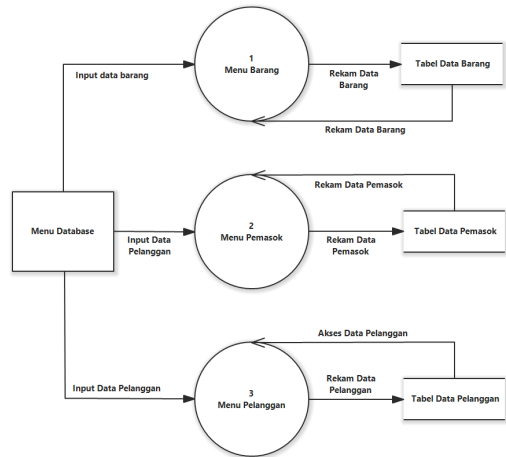 1
Menu Barang
Input data barang
Rekam Data
Barang
Tabel Data Barang
Rekam Data Barang
Rekam Data Pemasok
Menu Database
Input Data
Pelanggan
2
Menu Pemasok
Rekam Data
Pemasok
Tabel Data Pemasok
Akses Data Pelanggan
Input Data Pelanggan
3
Menu Pelanggan
Rekam Data
Pelanggan
Tabel Data Pelanggan